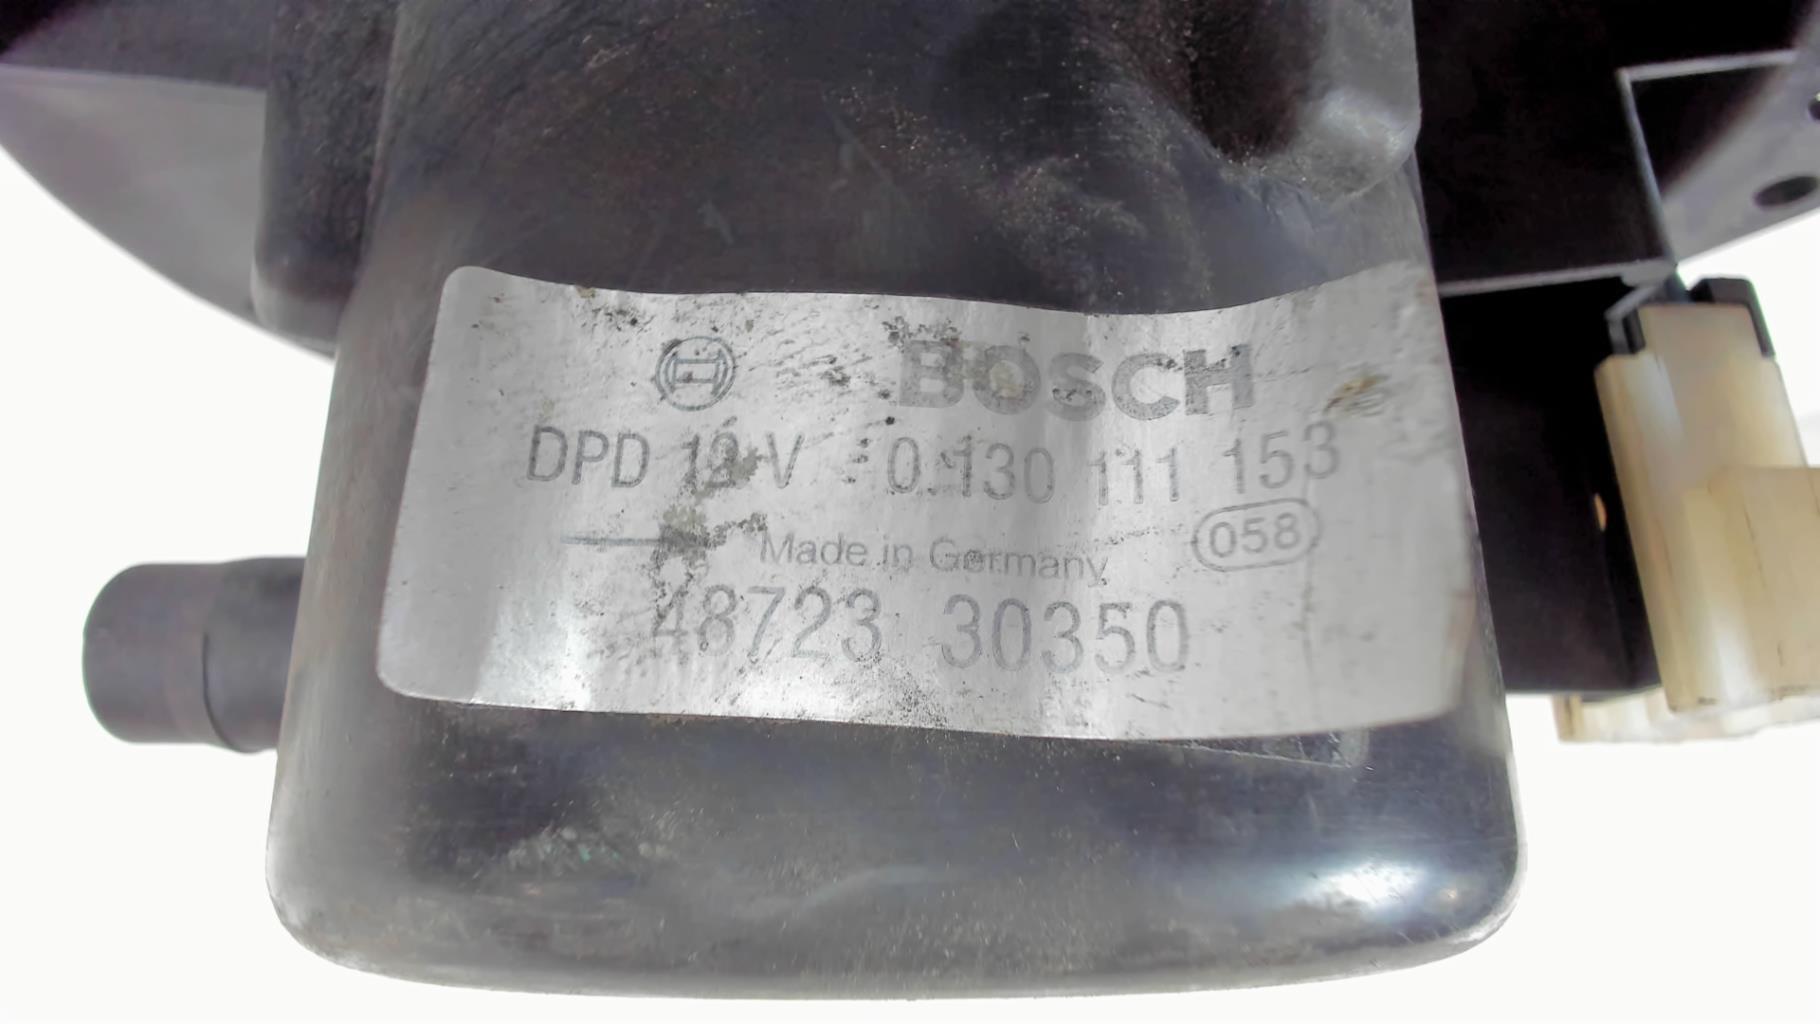 BOSCH
DPD 12 V 0 130 111 153
Made in Germany 058
48723 30350